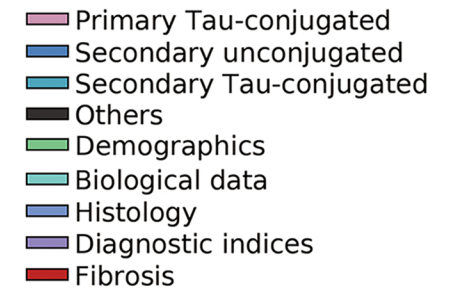 Primary Tau-conjugated
Secondary unconjugated
Secondary Tau-conjugated
Others
Demographics
Biological data
Histology
Diagnostic indices
Fibrosis